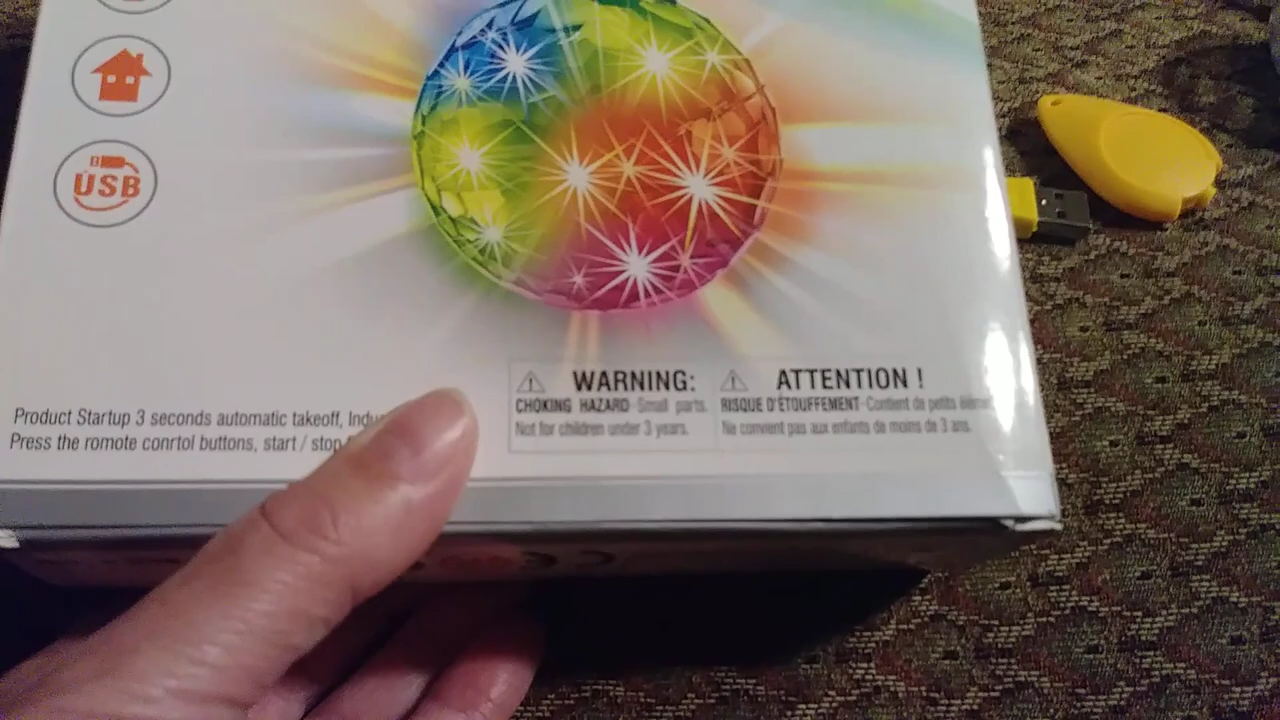 USB
WARNING:
CHOKING HAZARD-Small parts.
Not for children under 3 years.
ATTENTION !
RISQUE D'ÉTOUFFEMENT-Contient de petits
Ne convient pas aux enfants de moins de 3 ans.
Product Startup 3 seconds automatic takeoff,
Press the romote conrtol buttons, start / stop